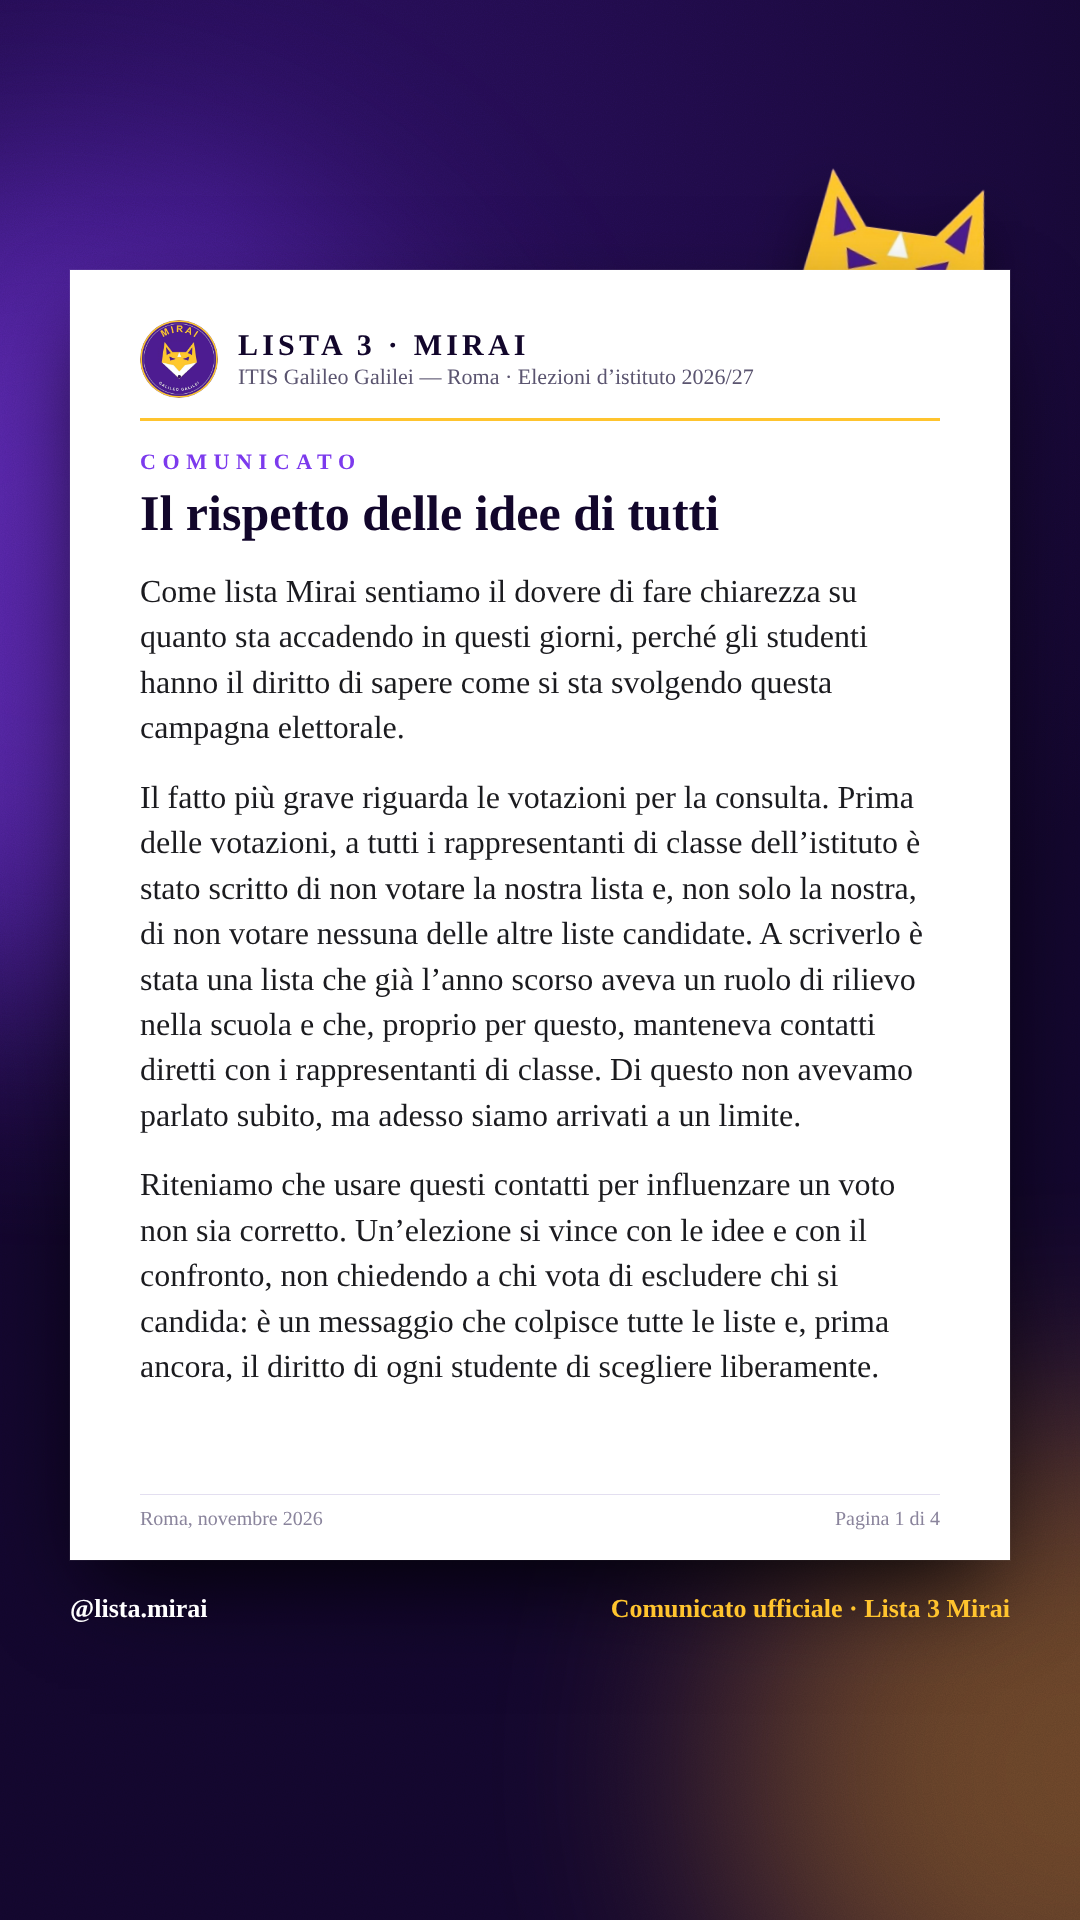 MIRAI
GALILEO GALILEI
LISTA 3 · MIRAI
ITIS Galileo Galilei — Roma · Elezioni d’istituto 2026/27
COMUNICATO
Il rispetto delle idee di tutti
Come lista Mirai sentiamo il dovere di fare chiarezza su
quanto sta accadendo in questi giorni, perché gli studenti
hanno il diritto di sapere come si sta svolgendo questa
campagna elettorale.
Il fatto più grave riguarda le votazioni per la consulta. Prima
delle votazioni, a tutti i rappresentanti di classe dell’istituto è
stato scritto di non votare la nostra lista e, non solo la nostra,
di non votare nessuna delle altre liste candidate. A scriverlo è
stata una lista che già l’anno scorso aveva un ruolo di rilievo
nella scuola e che, proprio per questo, manteneva contatti
diretti con i rappresentanti di classe. Di questo non avevamo
parlato subito, ma adesso siamo arrivati a un limite.
Riteniamo che usare questi contatti per influenzare un voto
non sia corretto. Un’elezione si vince con le idee e con il
confronto, non chiedendo a chi vota di escludere chi si
candida: è un messaggio che colpisce tutte le liste e, prima
ancora, il diritto di ogni studente di scegliere liberamente.
Roma, novembre 2026
Pagina 1 di 4
@lista.mirai
Comunicato ufficiale · Lista 3 Mirai